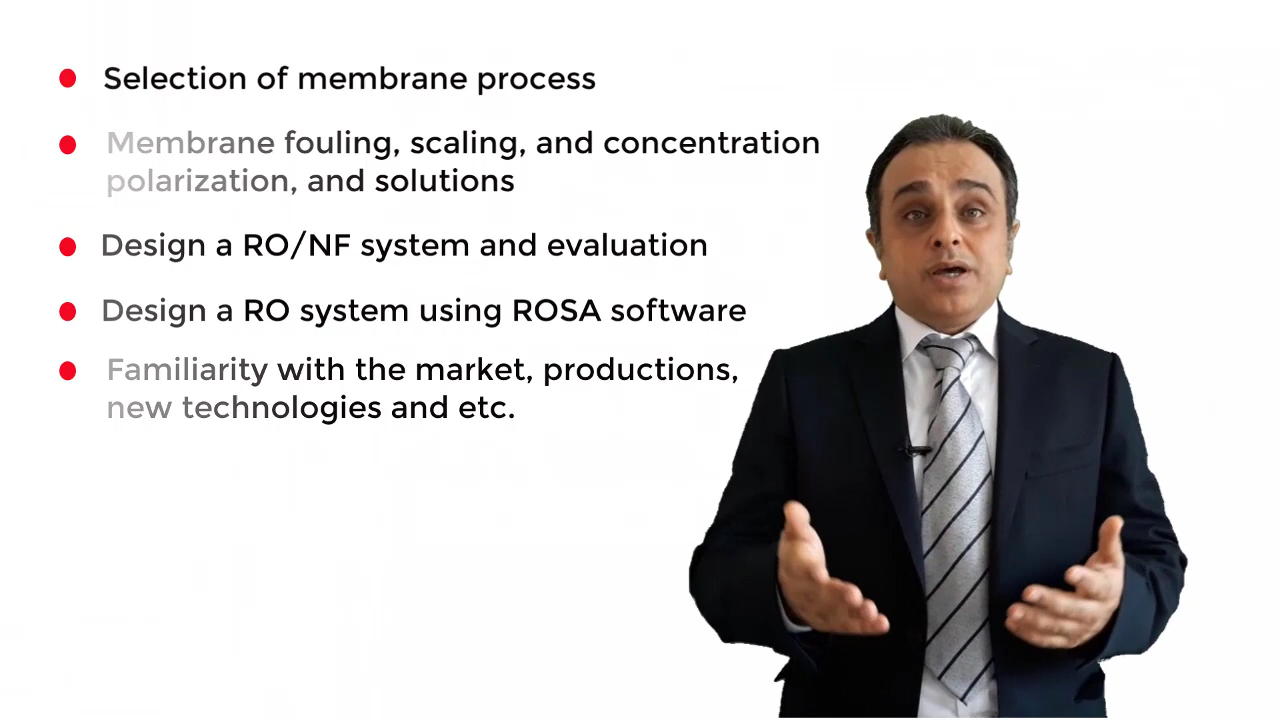 Selection of membrane process
Membrane fouling, scaling, and concentration
polarization, and solutions
Design a RO/NF system and evaluation
Design a RO system using ROSA software
Familiarity with the market, productions,
new technologies and etc.